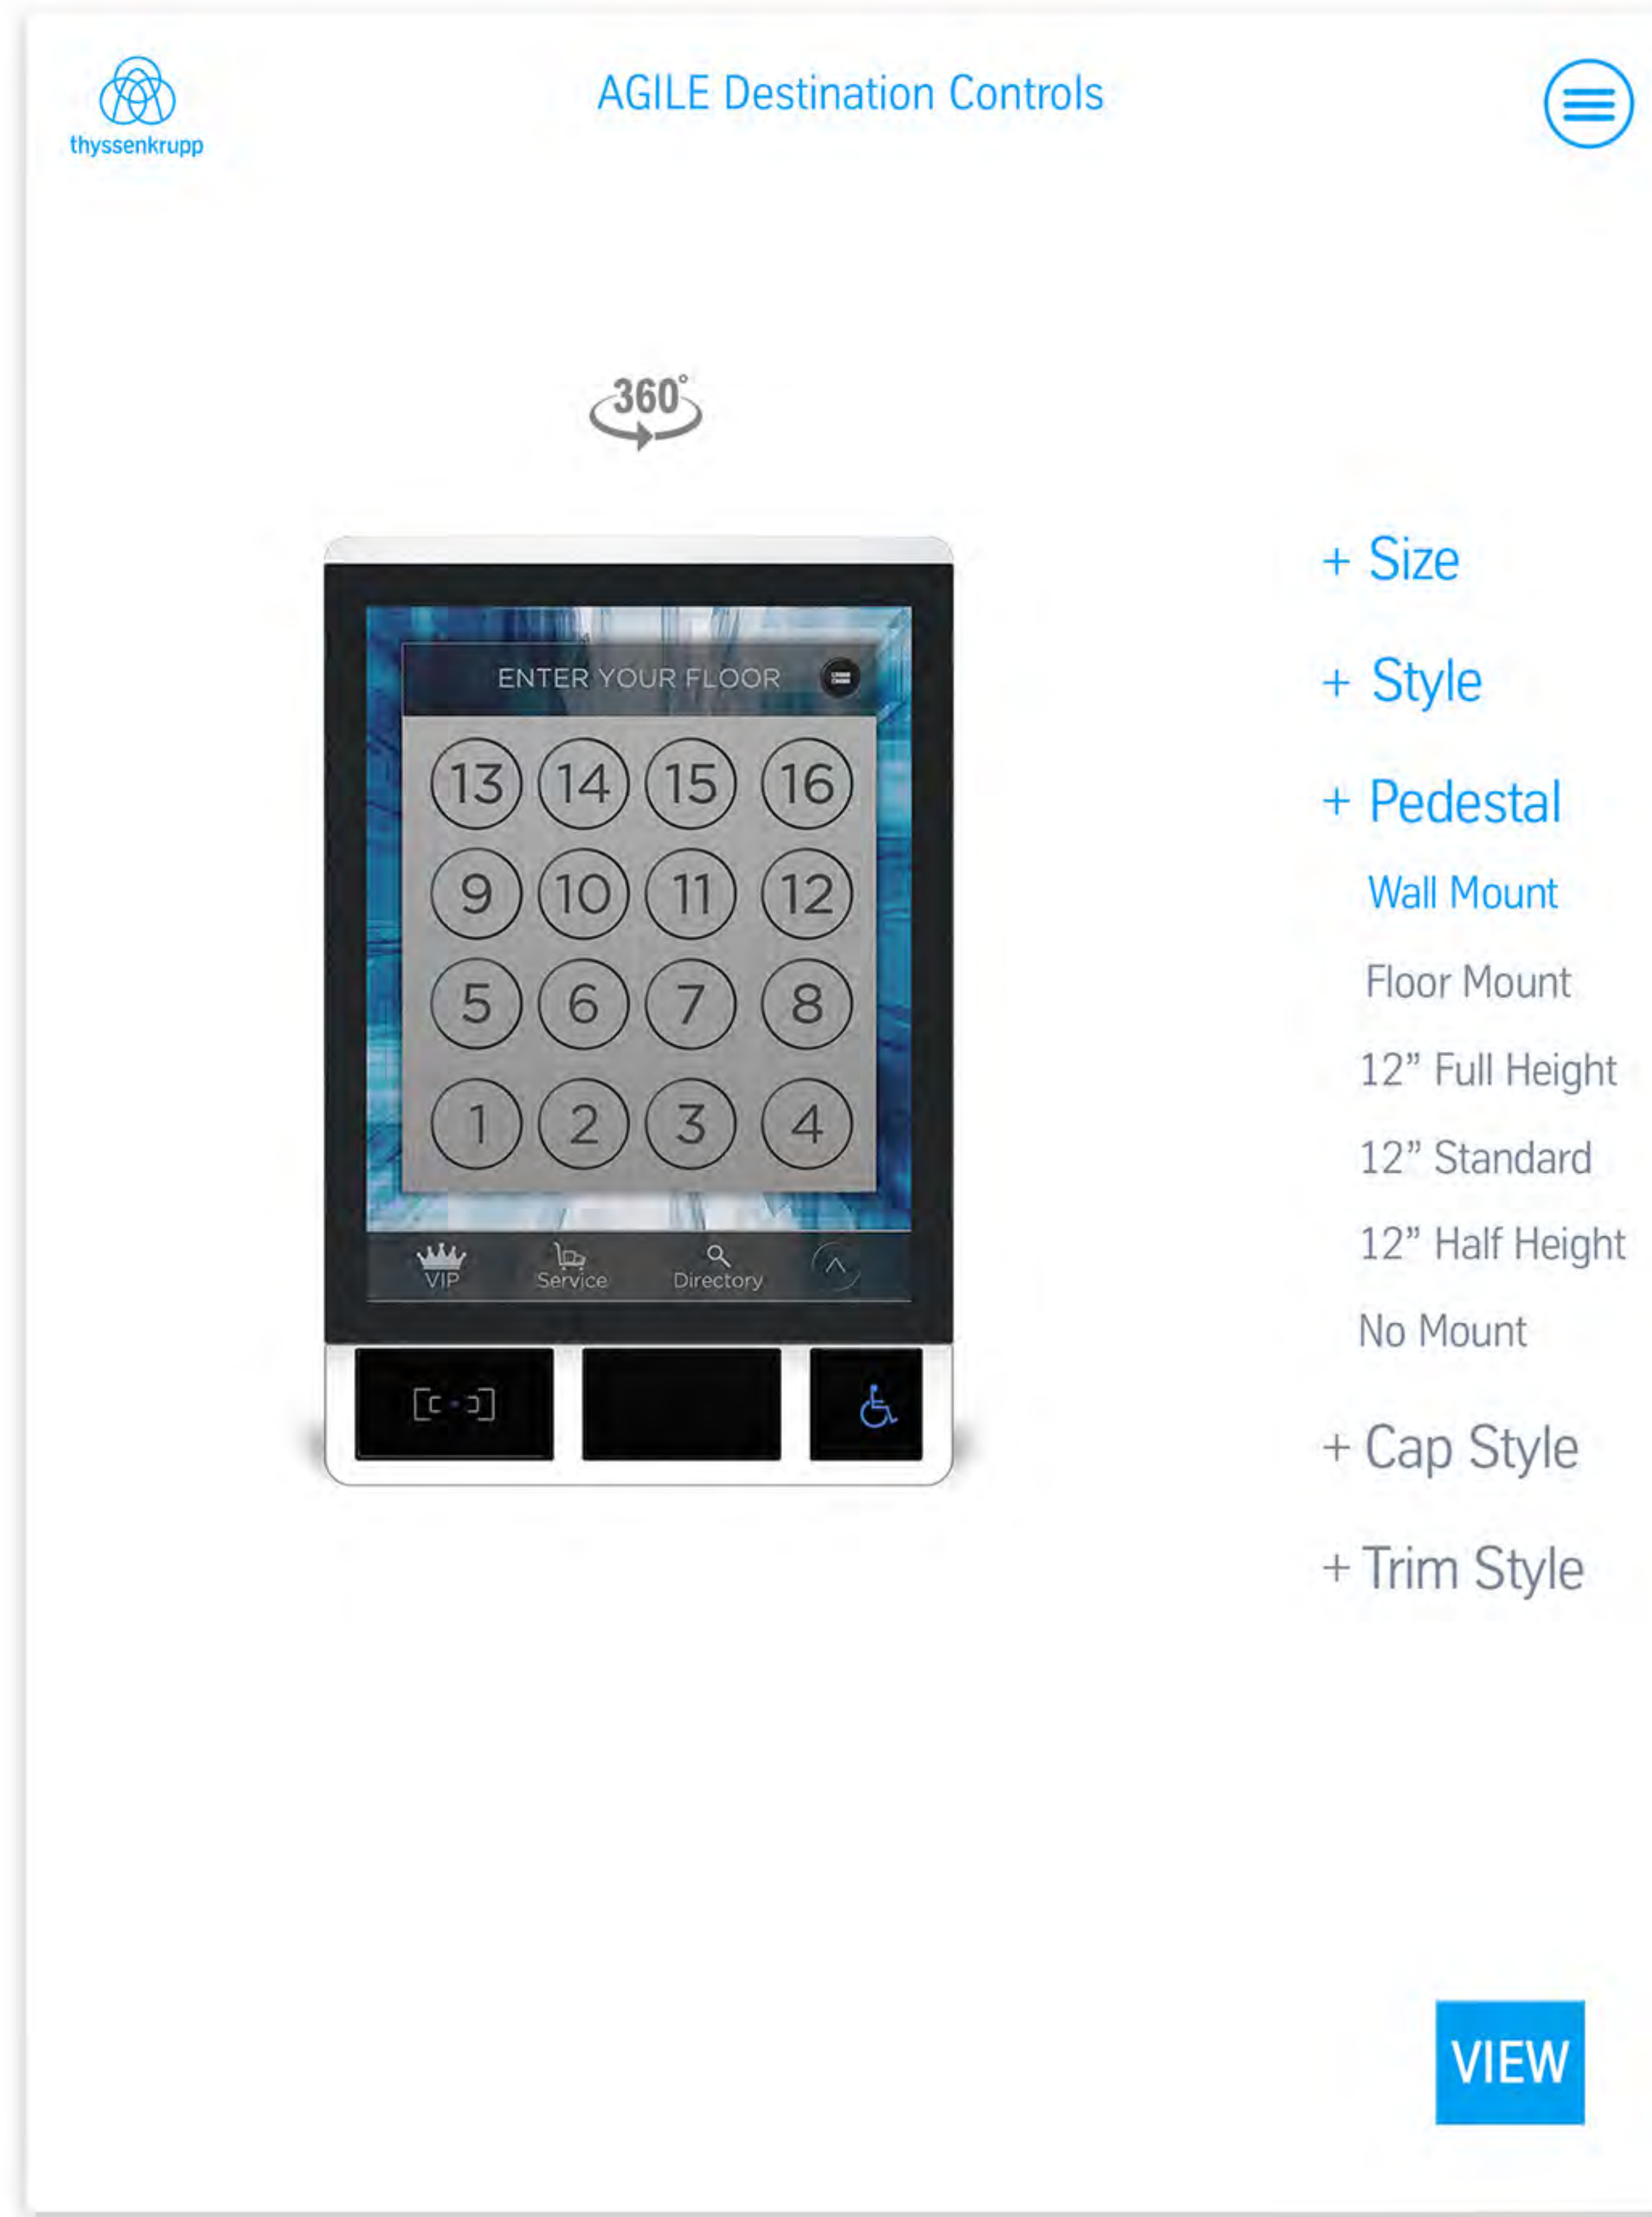 thyssenkrupp
AGILE Destination Controls
360°
ENTER YOUR FLOOR
13 14 15 16
9 10 11 12
5 6 7 8
1 2 3 4
VIP Service Directory
+ Size
+ Style
+ Pedestal
Wall Mount
Floor Mount
12” Full Height
12” Standard
12” Half Height
No Mount
+ Cap Style
+ Trim Style
VIEW